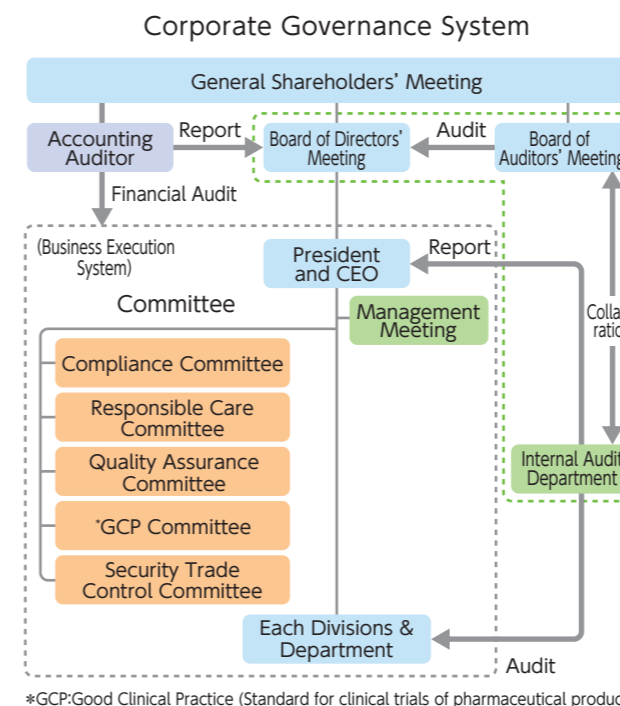 Corporate Governance System
General Shareholders' Meeting
Accounting
Auditor
Report
Board of Directors'
Meeting
Audit
Board of
Auditors' Meeting
Financial Audit
(Business Execution
System)
President
and CEO
Report
Committee
Management
Meeting
Compliance Committee
Responsible Care
Committee
Quality Assurance
Committee
*GCP Committee
Security Trade
Control Committee
Internal Audit
Department
Each Divisions &
Department
Audit
*GCP:Good Clinical Practice (Standard for clinical trials of pharmaceutical